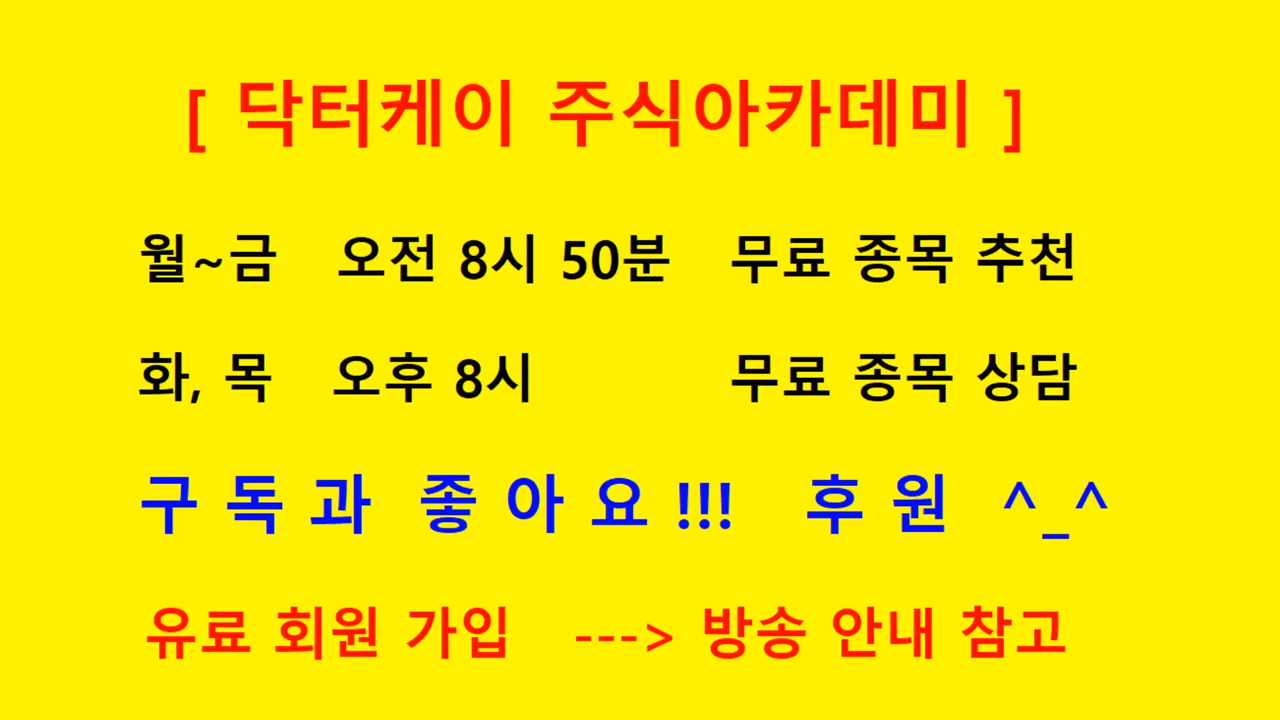 [ 닥터케이 주식아카데미 ]
월~금 오전 8시 50분 무료 종목 추천
화, 목 오후 8시 무료 종목 상담
구 독 과 좋 아 요 !!! 후 원 ^_^
유료 회원 가입 ---> 방송 안내 참고